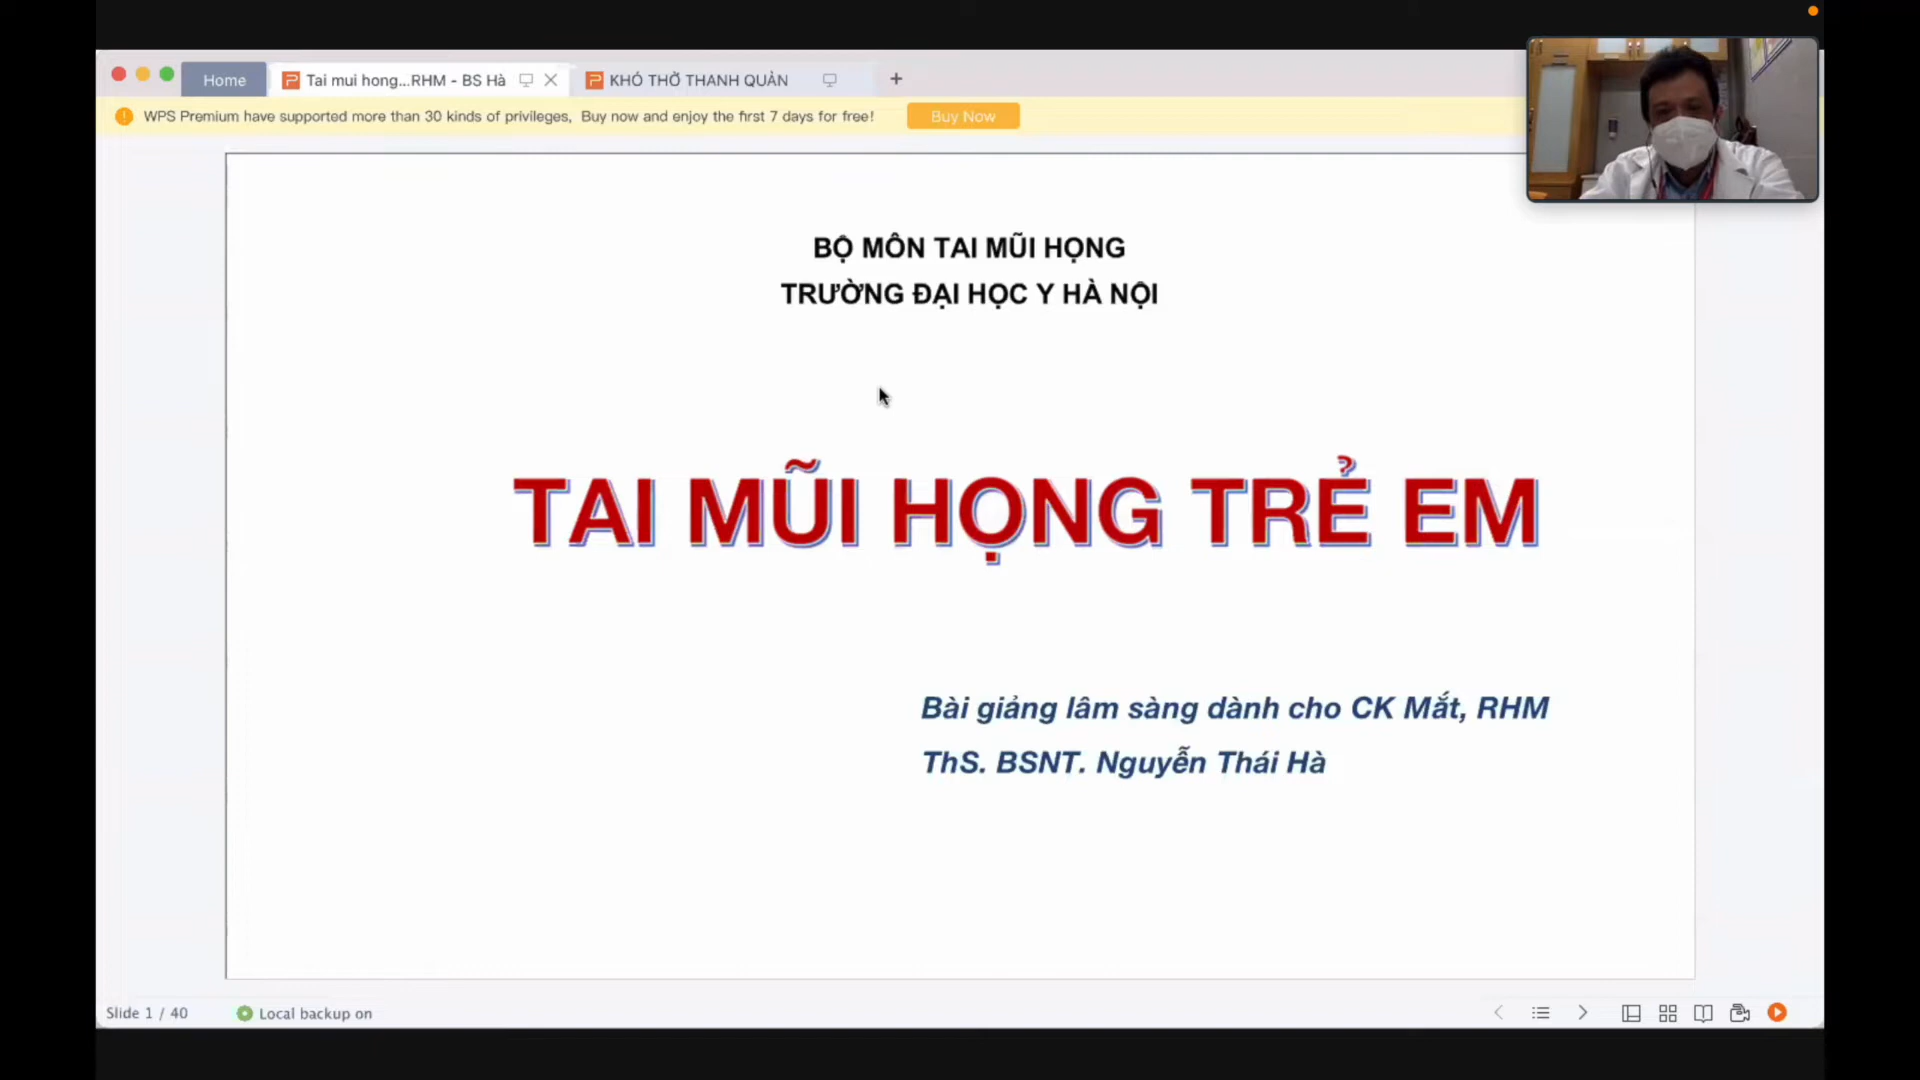 Home
Tai mui hong...RHM - BS Hà
KHÓ THỞ THANH QUẢN
WPS Premium have supported more than 30 kinds of privileges, Buy now and enjoy the first 7 days for free!
Buy Now
BỘ MÔN TAI MŨI HỌNG
TRƯỜNG ĐẠI HỌC Y HÀ NỘI
TAI MŨI HỌNG TRẺ EM
Bài giảng lâm sàng dành cho CK Mắt, RHM
ThS. BSNT. Nguyễn Thái Hà
Slide 1 / 40
Local backup on